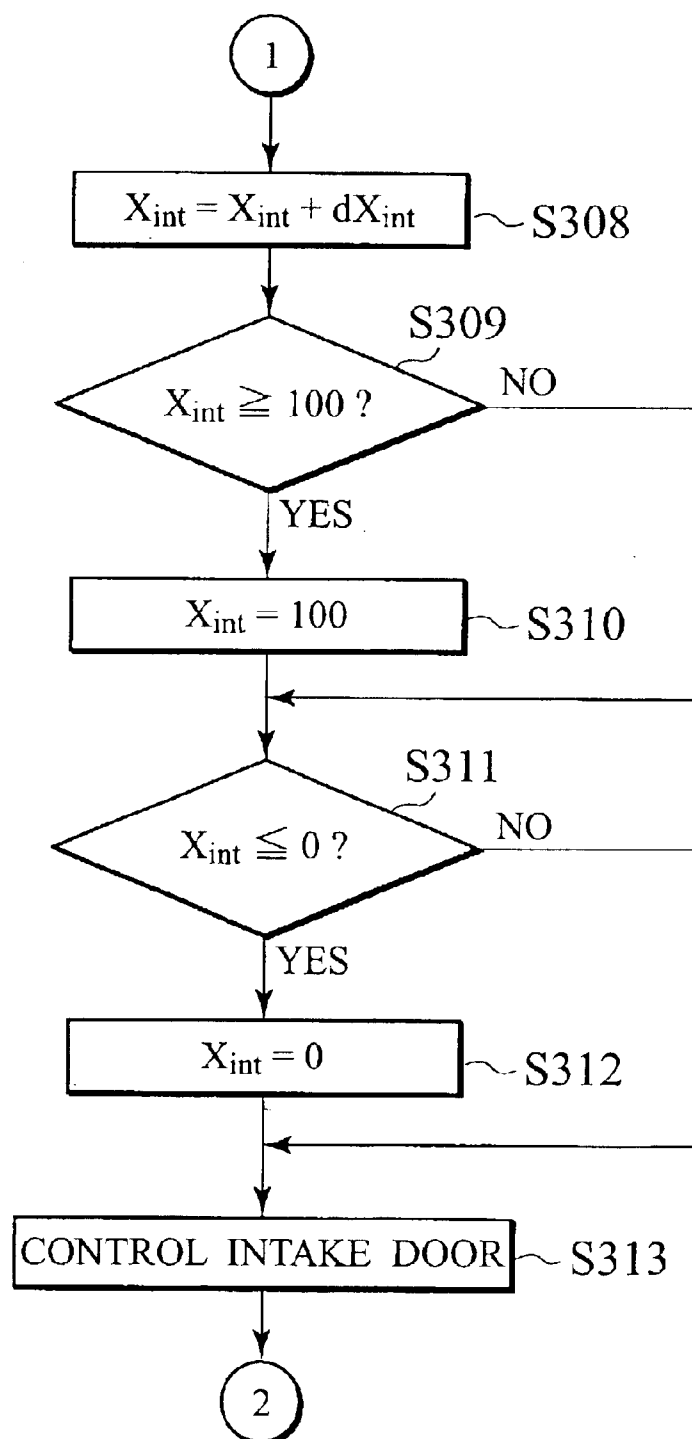 1
X_int = X_int + dX_int
S308
S309
X_int ≧ 100 ?
NO
YES
X_int = 100
S310
S311
X_int ≦ 0 ?
NO
YES
X_int = 0
S312
CONTROL INTAKE DOOR
S313
2